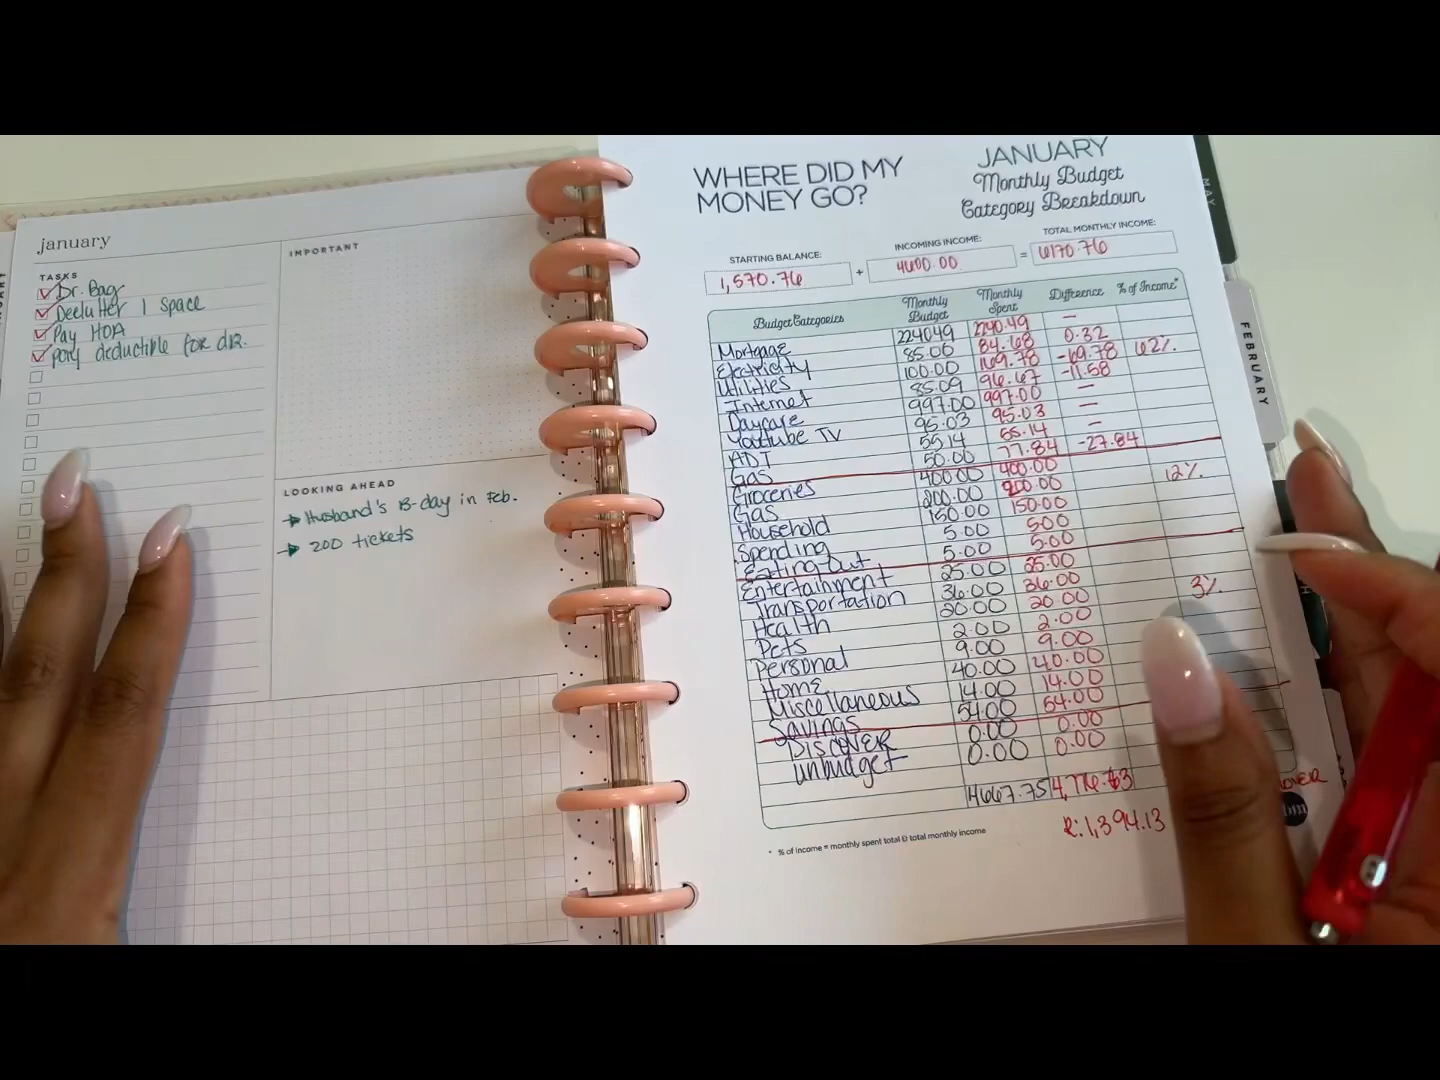 january
TASKS
Dr. Bag
Declutter 1 space
Pay HOA
pay deductible for dr.
IMPORTANT
LOOKING AHEAD
Husband's B-day in Feb.
200 tickets
WHERE DID MY
MONEY GO?
JANUARY
Monthly Budget
Category Breakdown
STARTING BALANCE: INCOMING INCOME: TOTAL MONTHLY INCOME:
1,570.76 + 4600.00 = 6170.76
Budget Categories Monthly Budget Monthly Spent Difference % of Income*
Mortgage 2240.49 2240.49 —
Electricity 85.00 84.68 0.32
Utilities 100.00 169.78 -69.78 62%
Internet 85.09 96.67 -11.58
Daycare 997.00 997.00 —
Youtube TV 95.03 95.03 —
ADT 55.14 55.14 —
Gas 50.00 77.84 -27.84
Groceries 400.00 400.00
Gas 200.00 200.00 12%
Household 150.00 150.00
Spending 5.00 5.00
Eating out 5.00 5.00
Entertainment 25.00 25.00
Transportation 36.00 36.00
Health 20.00 20.00 3%
Pets 2.00 2.00
Personal 9.00 9.00
Home 40.00 40.00
Miscellaneous 14.00 14.00
Savings 54.00 54.00
DISCOVER 0.00 0.00
unbudget 0.00 0.00
4667.75 4,776.63
R: 1,394.13
* % of income = monthly spent total ÷ total monthly income
MAY
FEBRUARY